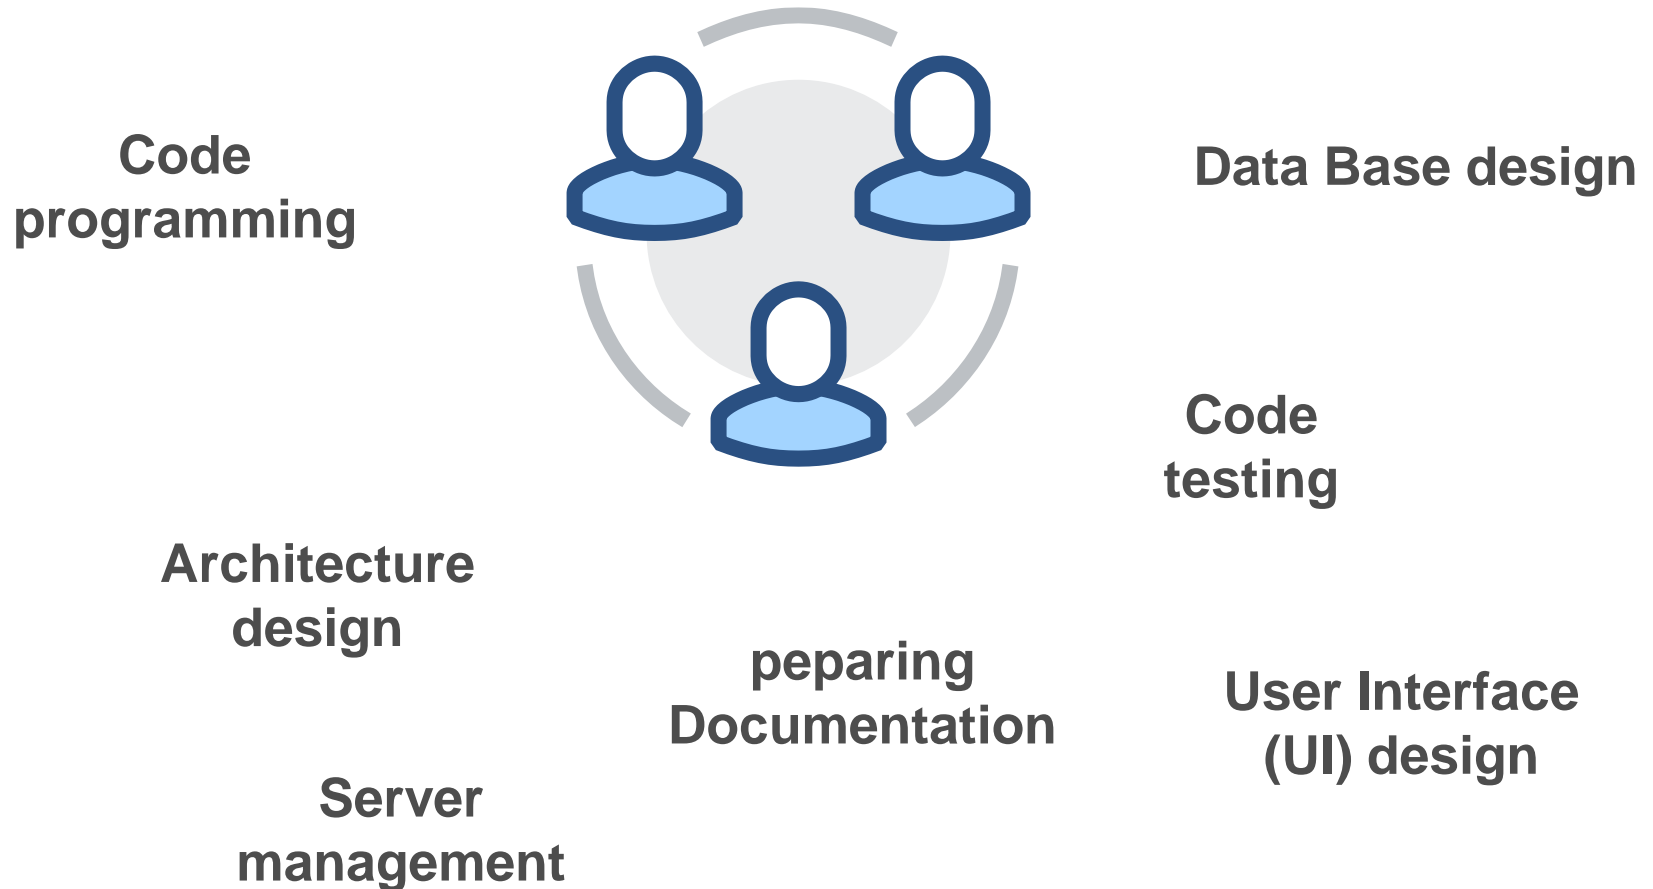 Code
programming
Data Base design
Code
testing
Architecture
design
peparing
Documentation
User Interface
(UI) design
Server
management